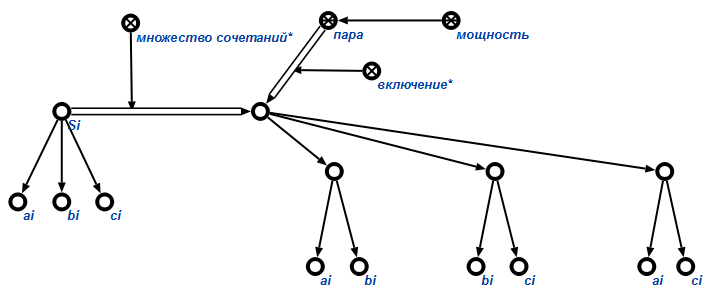 множество сочетаний*
пара
мощность
включение*
Si
ai
bi
ci
ai
bi
bi
ci
ai
ci